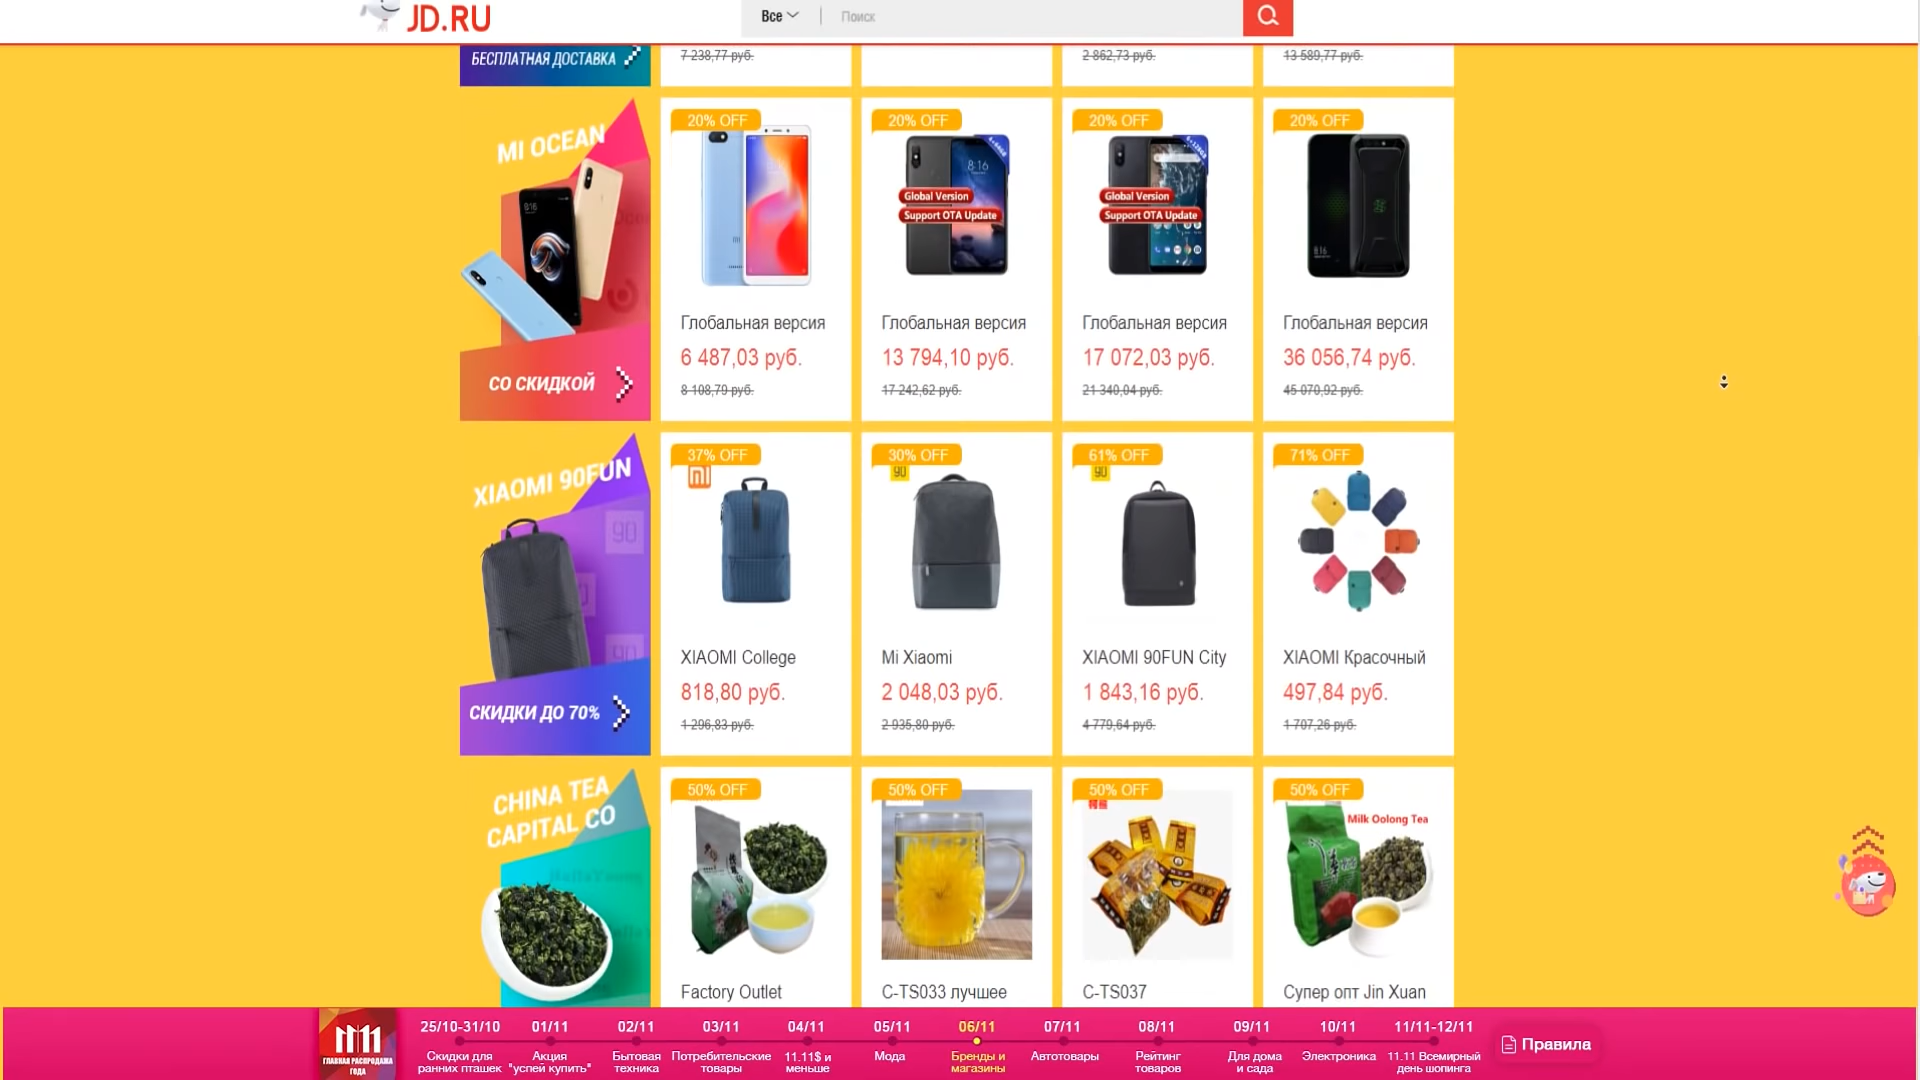 JD.RU
Все
Поиск
БЕСПЛАТНАЯ ДОСТАВКА
7 238,77 руб.
2 862,73 руб.
13 589,77 руб.
MI OCEAN
СО СКИДКОЙ
20% OFF
Глобальная версия
6 487,03 руб.
8 108,79 руб.
20% OFF
8:16
Global Version
Support OTA Update
Глобальная версия
13 794,10 руб.
17 242,62 руб.
20% OFF
Global Version
Support OTA Update
Глобальная версия
17 072,03 руб.
21 340,04 руб.
20% OFF
Глобальная версия
36 056,74 руб.
45 070,92 руб.
XIAOMI 90FUN
90
СКИДКИ ДО 70%
37% OFF
XIAOMI College
818,80 руб.
1 296,83 руб.
30% OFF
90
Mi Xiaomi
2 048,03 руб.
2 935,80 руб.
61% OFF
90
XIAOMI 90FUN City
1 843,16 руб.
4 779,64 руб.
71% OFF
XIAOMI Красочный
497,84 руб.
1 707,26 руб.
CHINA TEA
CAPITAL CO
50% OFF
Factory Outlet
50% OFF
C-TS033 лучшее
50% OFF
C-TS037
50% OFF
Milk Oolong Tea
Супер опт Jin Xuan
11 11
ГЛАВНАЯ РАСПРОДАЖА
ГОДА
25/10-31/10
Скидки для
ранних пташек
01/11
Акция
"успей купить"
02/11
Бытовая
техника
03/11
Потребительские
товары
04/11
11.11$ и
меньше
05/11
Мода
06/11
Бренды и
магазины
07/11
Автотовары
08/11
Рейтинг
товаров
09/11
Для дома
и сада
10/11
Электроника
11/11-12/11
11.11 Всемирный
день шопинга
Правила